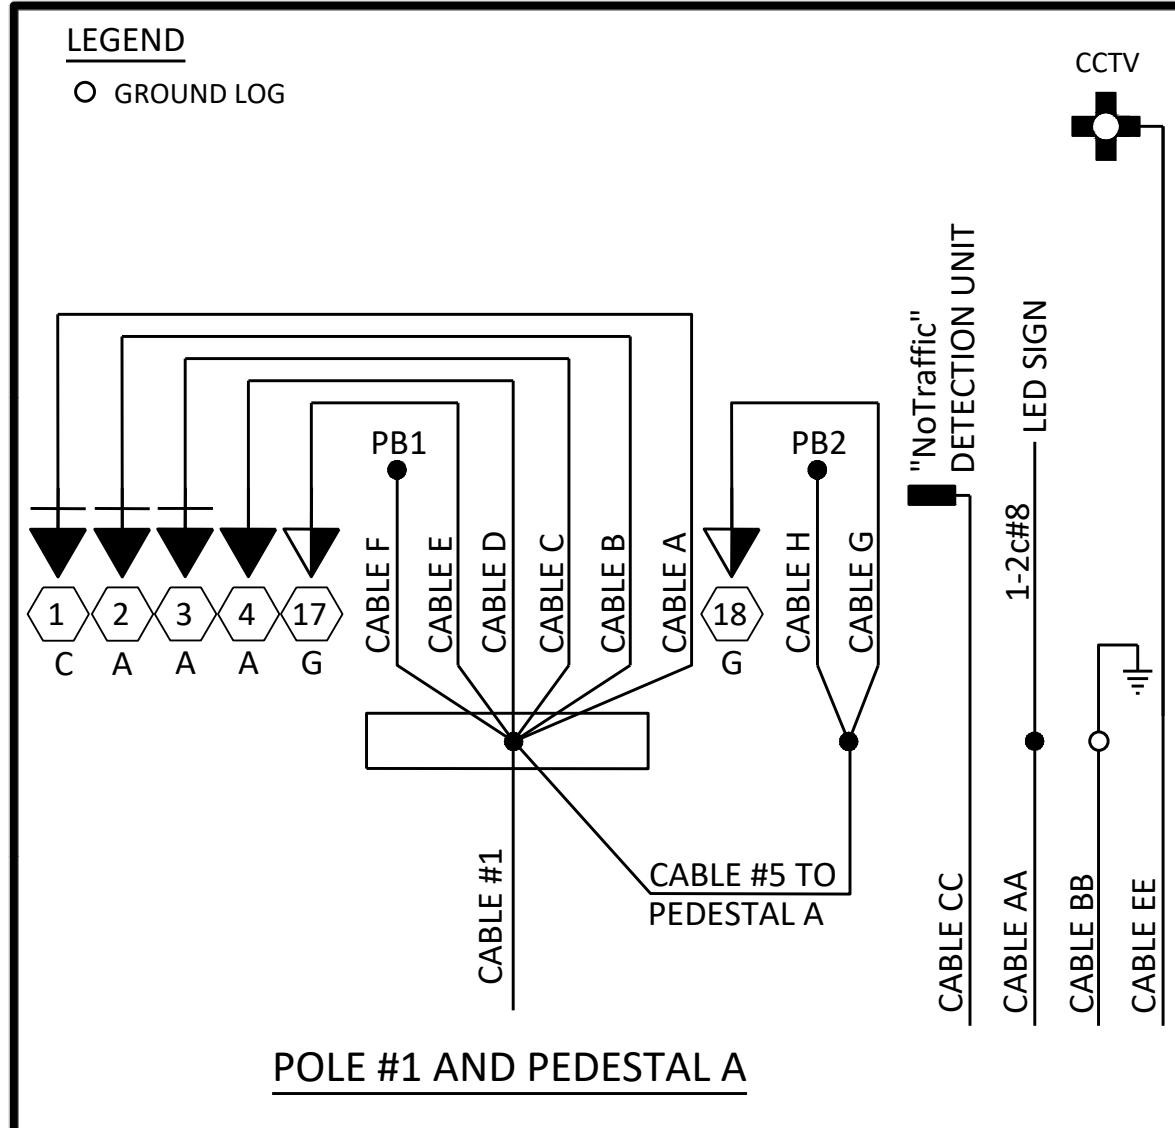 LEGEND
GROUND LOG
CCTV
"NoTraffic"
DETECTION UNIT
LED SIGN
1-2c#8
PB1
PB2
CABLE F
CABLE E
CABLE D
CABLE C
CABLE B
CABLE A
CABLE H
CABLE G
1
2
3
4
17
18
C
A
A
A
G
G
CABLE #1
CABLE #5 TO
PEDESTAL A
CABLE CC
CABLE AA
CABLE BB
CABLE EE
POLE #1 AND PEDESTAL A